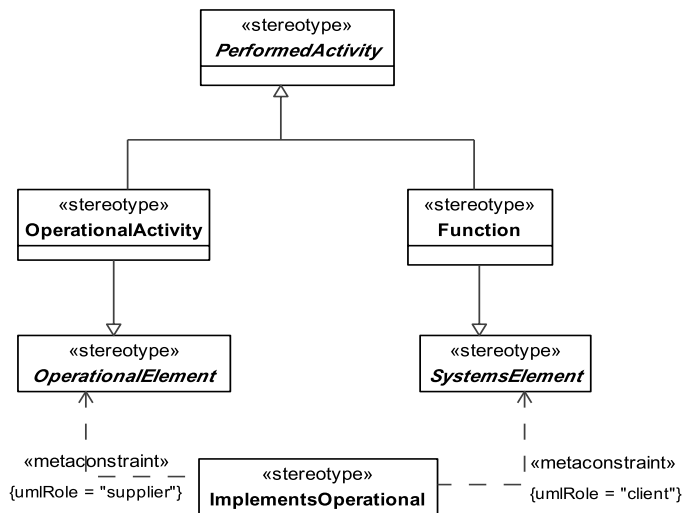 «stereotype»
PerformedActivity
«stereotype»
OperationalActivity
«stereotype»
Function
«stereotype»
OperationalElement
«stereotype»
SystemsElement
«metaconstraint»
{umlRole = "supplier"}
«stereotype»
ImplementsOperational
«metaconstraint»
{umlRole = "client"}